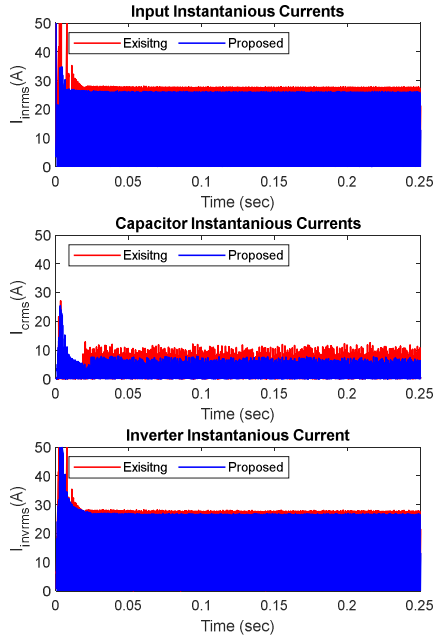 Input Instantanious Currents
Iinrms(A)
50
40
30
20
10
0
Exisitng Proposed
0 0.05 0.1 0.15 0.2 0.25
Time (sec)
Capacitor Instantanious Currents
Icrms(A)
50
40
30
20
10
0
Exisitng Proposed
0 0.05 0.1 0.15 0.2 0.25
Time (sec)
Inverter Instantanious Current
Iinvrms(A)
50
40
30
20
10
0
Exisitng Proposed
0 0.05 0.1 0.15 0.2 0.25
Time (sec)